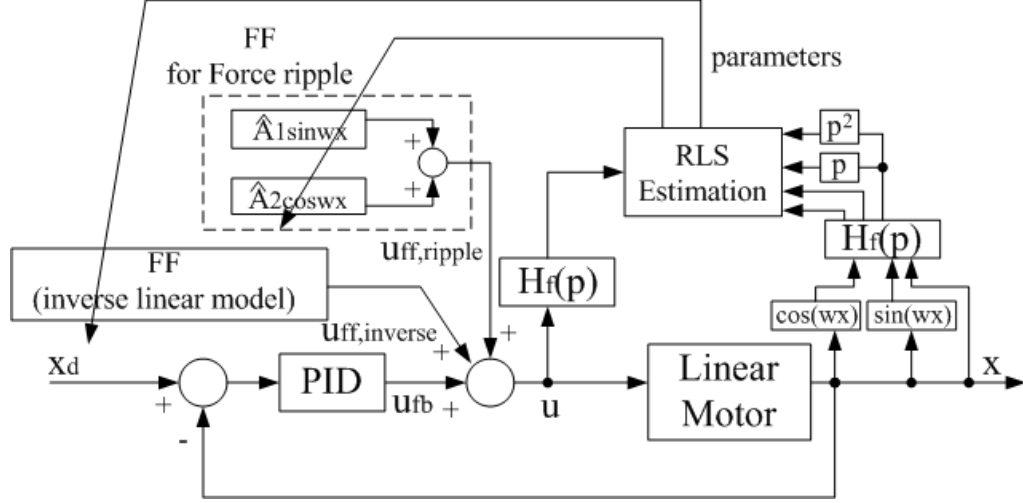 FF
for Force ripple
parameters
Â1sinwx
+
+
Â2coswx
RLS
Estimation
p²
p
Hf(p)
uff,ripple
FF
(inverse linear model)
Hf(p)
cos(wx)
sin(wx)
uff,inverse
+
+
xd
+
-
PID
ufb
+
u
Linear
Motor
x